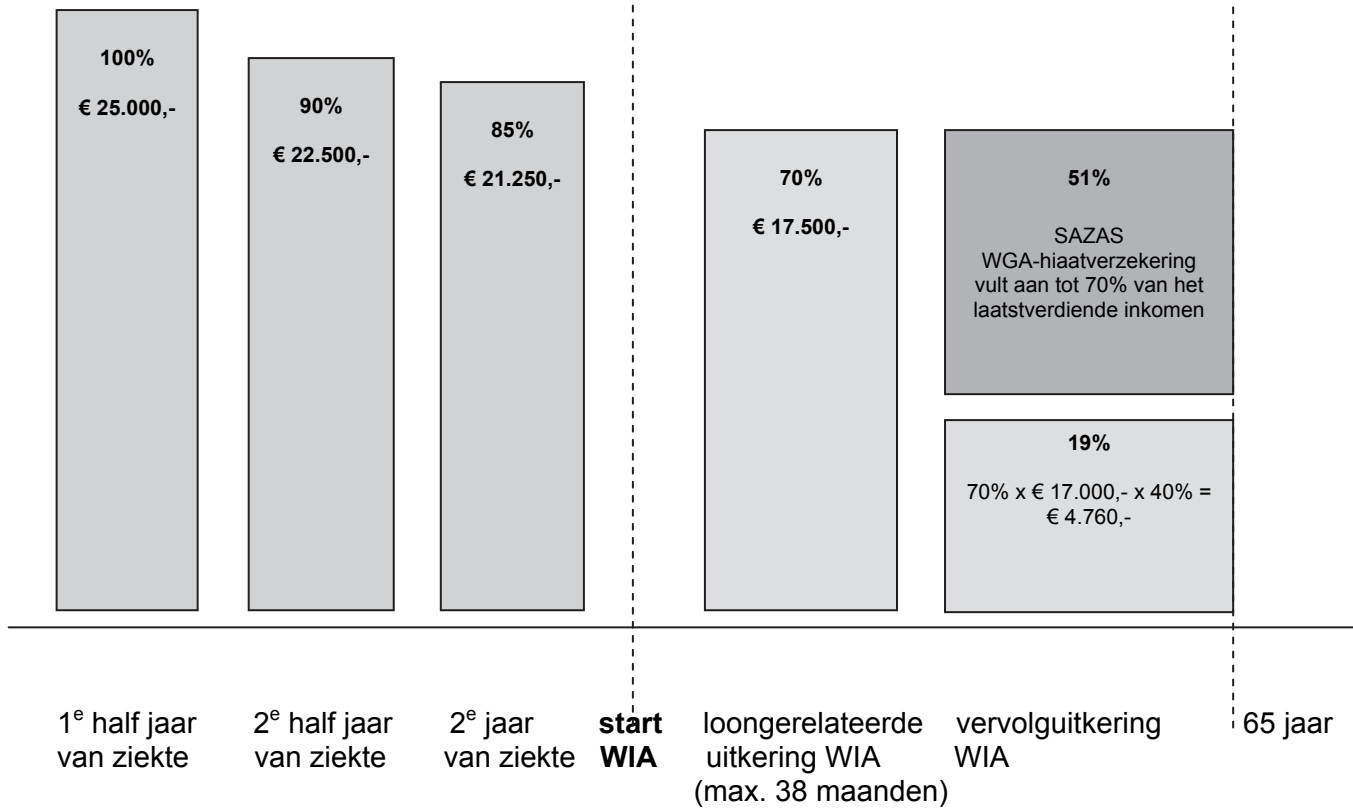 100%
€ 25.000,-
90%
€ 22.500,-
85%
€ 21.250,-
70%
€ 17.500,-
51%
SAZAS
WGA-hiaatverzekering
vult aan tot 70% van het
laatstverdiende inkomen
19%
70% x € 17.000,- x 40% =
€ 4.760,-
1e half jaar
van ziekte
2e half jaar
van ziekte
2e jaar
van ziekte
start
WIA
loongerelateerde
uitkering WIA
(max. 38 maanden)
vervolguitkering
WIA
65 jaar